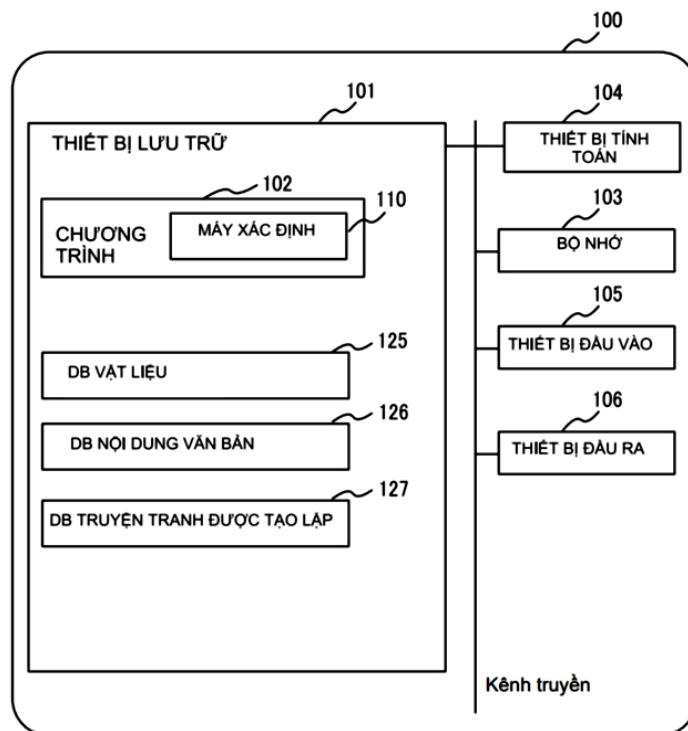 100
101
THIẾT BỊ LƯU TRỮ
102
110
CHƯƠNG
TRÌNH
MÁY XÁC ĐỊNH
125
DB VẬT LIỆU
126
DB NỘI DUNG VĂN BẢN
127
DB TRUYỆN TRANH ĐƯỢC TẠO LẬP
104
THIẾT BỊ TÍNH
TOÁN
103
BỘ NHỚ
105
THIẾT BỊ ĐẦU VÀO
106
THIẾT BỊ ĐẦU RA
Kênh truyền